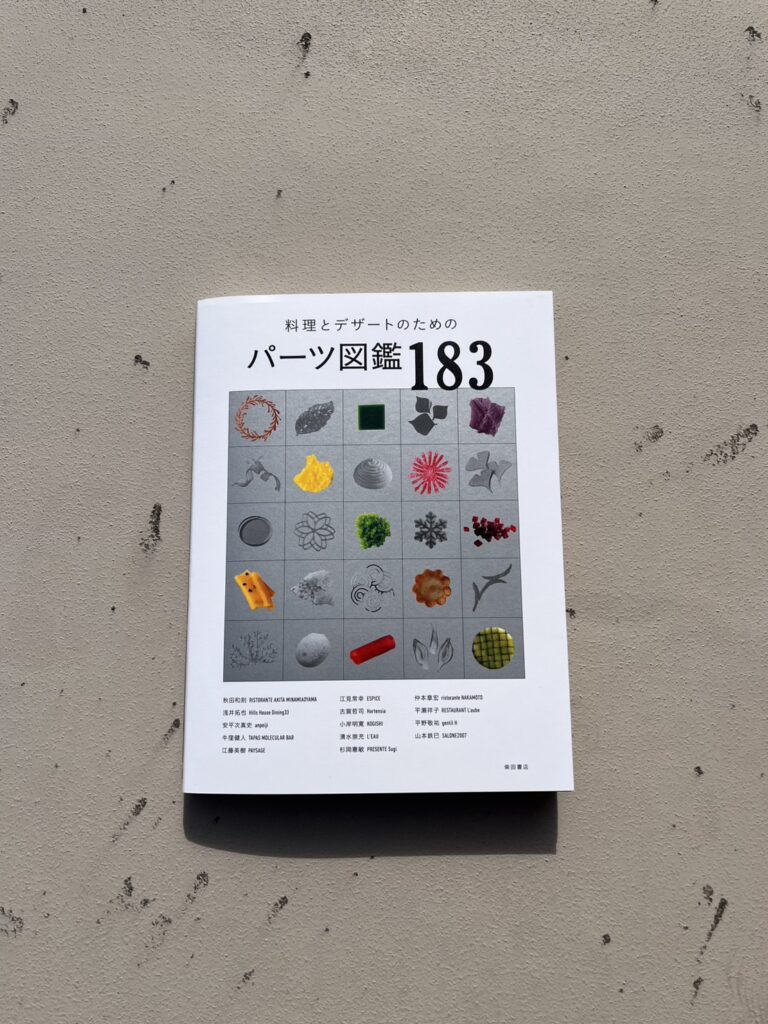 料理とデザートのための
パーツ図鑑183
秋田和則 RISTORANTE AKITA MINAMIAOYAMA
浅井拓也 Hills House Dining33
安平次真史 anpeiji
牛窪健人 TAPAS MOLECULAR BAR
江藤英樹 PAYSAGE
江見常幸 ESPICE
古賀哲司 Hortensia
小岸明寛 KOGISHI
清水崇充 L'EAU
杉岡憲敏 PRESENTE Sugi
仲本章宏 ristorante NAKAMOTO
平瀬祥子 RESTAURANT L'aube
平野敬祐 gentil H
山本鉄巳 SALONE2007
柴田書店